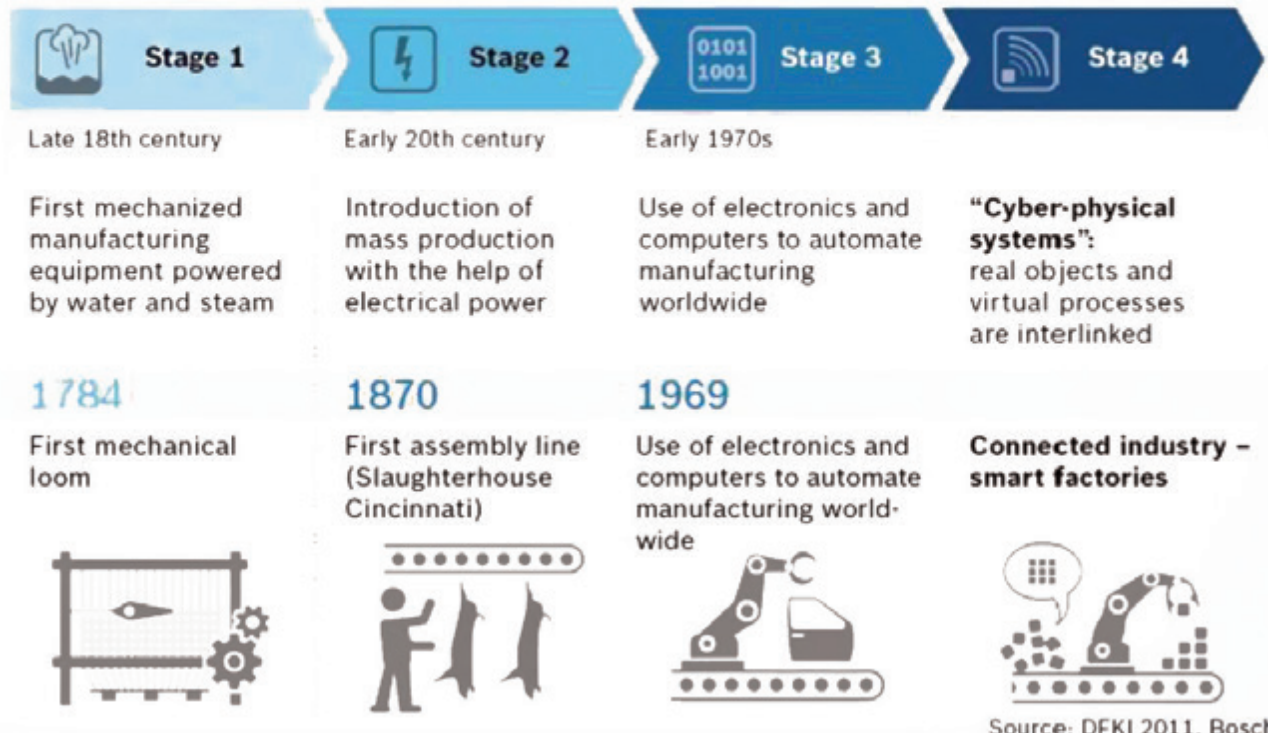 Stage 1
Stage 2
0101
1001
Stage 3
Stage 4
Late 18th century
Early 20th century
Early 1970s
First mechanized
manufacturing
equipment powered
by water and steam
Introduction of
mass production
with the help of
electrical power
Use of electronics and
computers to automate
manufacturing
worldwide
"Cyber-physical
systems":
real objects and
virtual processes
are interlinked
1784
First mechanical
loom
1870
First assembly line
(Slaughterhouse
Cincinnati)
1969
Use of electronics and
computers to automate
manufacturing world-
wide
Connected industry –
smart factories
Source: DFKI 2011, Bosch